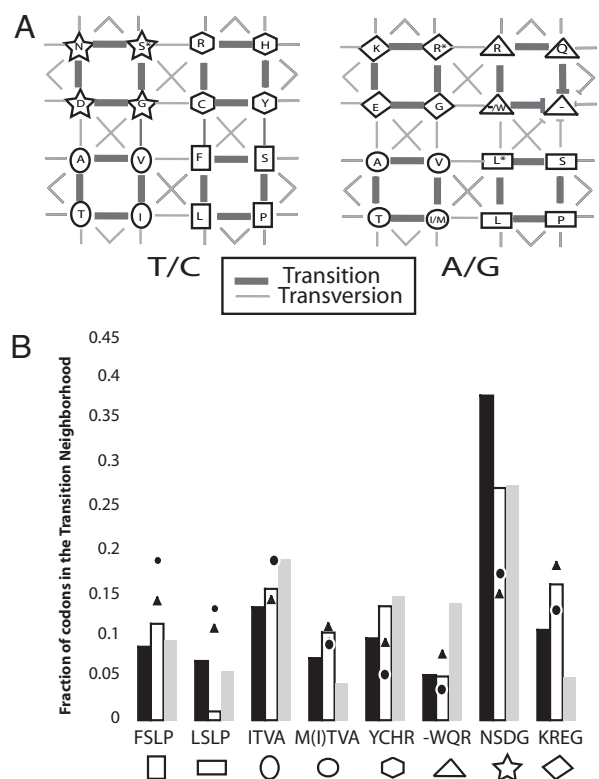 A
N S* R H K R* R Q
D G C Y E G -/W -
A V F S A V L* S
T I L P T I/M L P
T/C A/G
Transition
Transversion
B
Fraction of codons in the Transition Neighborhood
0.45
0.4
0.35
0.3
0.25
0.2
0.15
0.1
0.05
0
FSLP LSLP ITVA M(I)TVA YCHR -WQR NSDG KREG